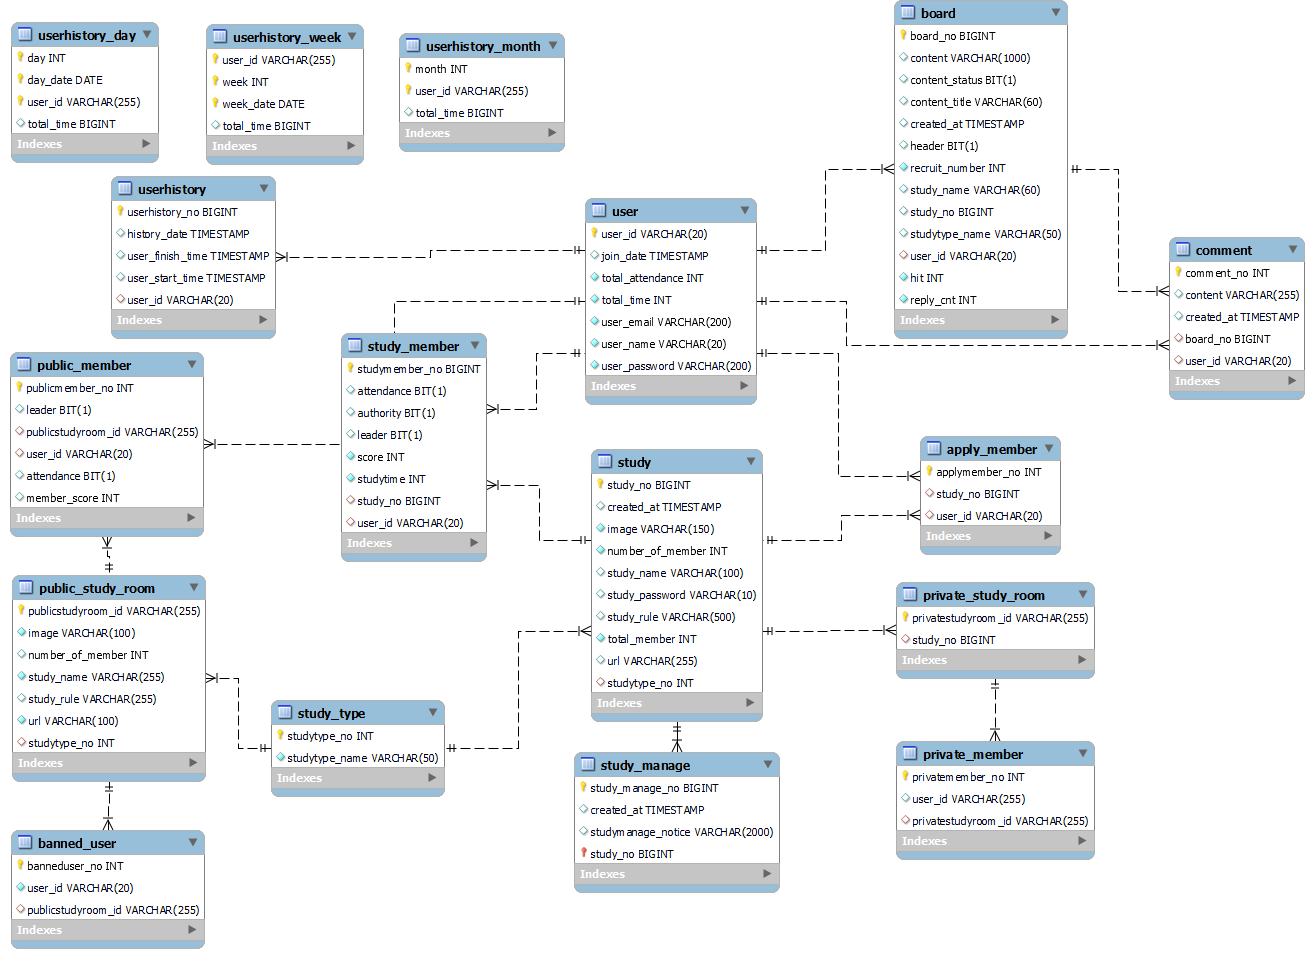 userhistory_day
day INT
day_date DATE
user_id VARCHAR(255)
total_time BIGINT
Indexes
userhistory_week
user_id VARCHAR(255)
week INT
week_date DATE
total_time BIGINT
Indexes
userhistory_month
month INT
user_id VARCHAR(255)
total_time BIGINT
Indexes
board
board_no BIGINT
content VARCHAR(1000)
content_status BIT(1)
content_title VARCHAR(60)
created_at TIMESTAMP
header BIT(1)
recruit_number INT
study_name VARCHAR(60)
study_no BIGINT
studytype_name VARCHAR(50)
user_id VARCHAR(20)
hit INT
reply_cnt INT
Indexes
userhistory
userhistory_no BIGINT
history_date TIMESTAMP
user_finish_time TIMESTAMP
user_start_time TIMESTAMP
user_id VARCHAR(20)
Indexes
user
user_id VARCHAR(20)
join_date TIMESTAMP
total_attendance INT
total_time INT
user_email VARCHAR(200)
user_name VARCHAR(20)
user_password VARCHAR(200)
Indexes
comment
comment_no INT
content VARCHAR(255)
created_at TIMESTAMP
board_no BIGINT
user_id VARCHAR(20)
Indexes
public_member
publicmember_no INT
leader BIT(1)
publicstudyroom_id VARCHAR(255)
user_id VARCHAR(20)
attendance BIT(1)
member_score INT
Indexes
study_member
studymember_no BIGINT
attendance BIT(1)
authority BIT(1)
leader BIT(1)
score INT
studytime INT
study_no BIGINT
user_id VARCHAR(20)
Indexes
study
study_no BIGINT
created_at TIMESTAMP
image VARCHAR(150)
number_of_member INT
study_name VARCHAR(100)
study_password VARCHAR(10)
study_rule VARCHAR(500)
total_member INT
url VARCHAR(255)
studytype_no INT
Indexes
apply_member
applymember_no INT
study_no BIGINT
user_id VARCHAR(20)
Indexes
public_study_room
publicstudyroom_id VARCHAR(255)
image VARCHAR(100)
number_of_member INT
study_name VARCHAR(255)
study_rule VARCHAR(255)
url VARCHAR(100)
studytype_no INT
Indexes
private_study_room
privatestudyroom_id VARCHAR(255)
study_no BIGINT
Indexes
study_type
studytype_no INT
studytype_name VARCHAR(50)
Indexes
study_manage
study_manage_no BIGINT
created_at TIMESTAMP
studymanage_notice VARCHAR(2000)
study_no BIGINT
Indexes
private_member
privatemember_no INT
user_id VARCHAR(255)
privatestudyroom_id VARCHAR(255)
Indexes
banned_user
banneduser_no INT
user_id VARCHAR(20)
publicstudyroom_id VARCHAR(255)
Indexes